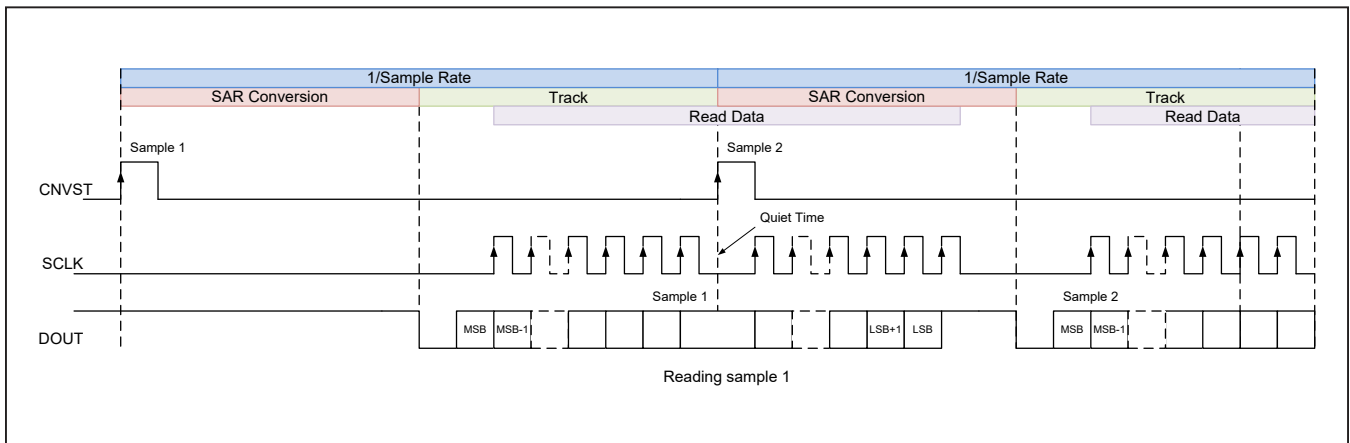 1/Sample Rate 1/Sample Rate
SAR Conversion Track SAR Conversion Track
Read Data Read Data
Sample 1 Sample 2
CNVST
Quiet Time
SCLK
Sample 1 Sample 2
DOUT MSB MSB-1 LSB+1 LSB MSB MSB-1
Reading sample 1